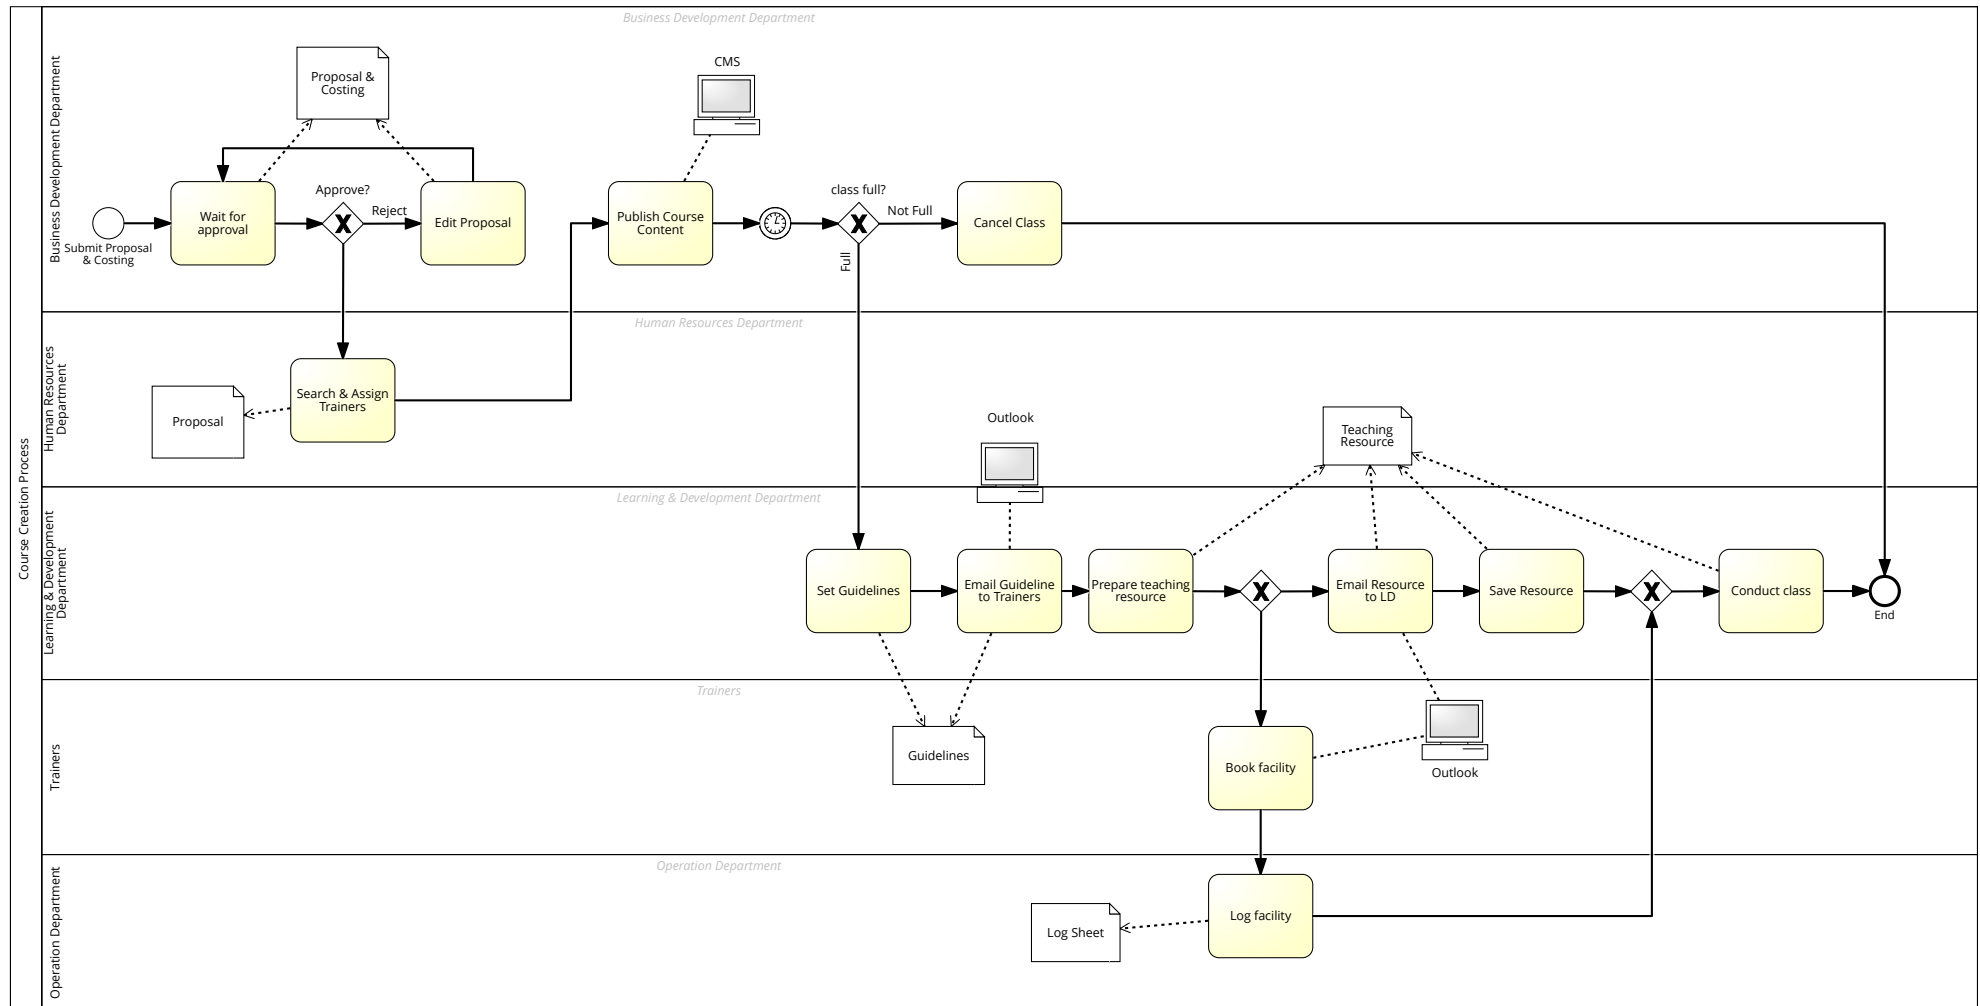 Course Creation Process
Business Development Department
Business Development Department
Proposal &
Costing
CMS
Submit Proposal
& Costing
Wait for
approval
Approve?
Reject
Edit Proposal
Publish Course
Content
class full?
Not Full
Full
Cancel Class
Human Resources
Department
Human Resources Department
Proposal
Search & Assign
Trainers
Outlook
Teaching
Resource
Learning & Development
Department
Learning & Development Department
Set Guidelines
Email Guideline
to Trainers
Prepare teaching
resource
X
Email Resource
to LD
Save Resource
X
Conduct class
End
Trainers
Trainers
Guidelines
Book facility
Outlook
Operation Department
Operation Department
Log Sheet
Log facility